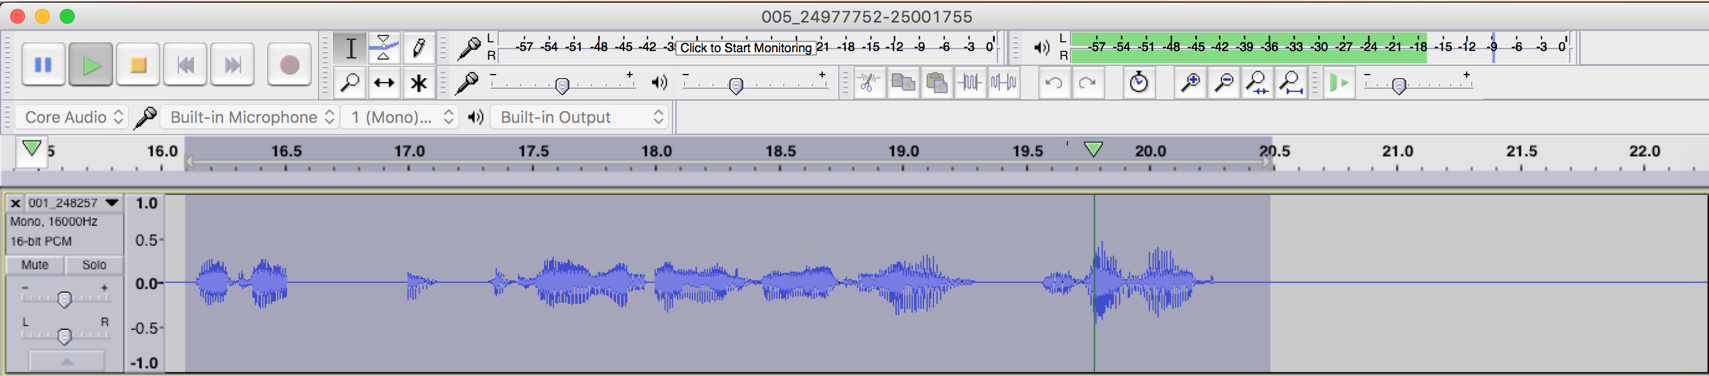 005_24977752-25001755
L
R
-57 -54 -51 -48 -45 -42 -3 Click to Start Monitoring 21 -18 -15 -12 -9 -6 -3 0
L
R
-57 -54 -51 -48 -45 -42 -39 -36 -33 -30 -27 -24 -21 -18 -15 -12 -9 -6 -3 0
- +
- +
- +
Core Audio Built-in Microphone 1 (Mono)... Built-in Output
5 16.0 16.5 17.0 17.5 18.0 18.5 19.0 19.5 20.0 20.5 21.0 21.5 22.0
001_248257
Mono, 16000Hz
16-bit PCM
Mute Solo
- +
L R
1.0
0.5
0.0
-0.5
-1.0